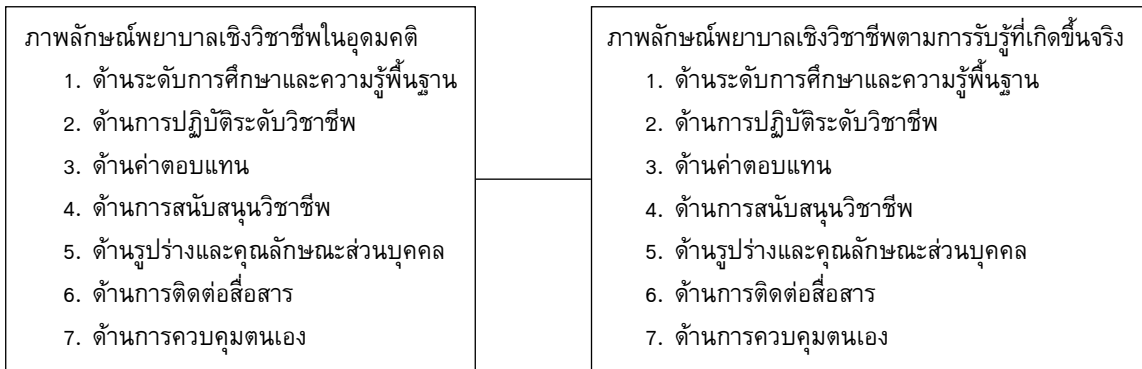 ภาพลักษณ์พยาบาลเชิงวิชาชีพในอุดมคติ
1. ด้านระดับการศึกษาและความรู้พื้นฐาน
2. ด้านการปฏิบัติระดับวิชาชีพ
3. ด้านค่าตอบแทน
4. ด้านการสนับสนุนวิชาชีพ
5. ด้านรูปร่างและคุณลักษณะส่วนบุคคล
6. ด้านการติดต่อสื่อสาร
7. ด้านการควบคุมตนเอง
ภาพลักษณ์พยาบาลเชิงวิชาชีพตามการรับรู้ที่เกิดขึ้นจริง
1. ด้านระดับการศึกษาและความรู้พื้นฐาน
2. ด้านการปฏิบัติระดับวิชาชีพ
3. ด้านค่าตอบแทน
4. ด้านการสนับสนุนวิชาชีพ
5. ด้านรูปร่างและคุณลักษณะส่วนบุคคล
6. ด้านการติดต่อสื่อสาร
7. ด้านการควบคุมตนเอง